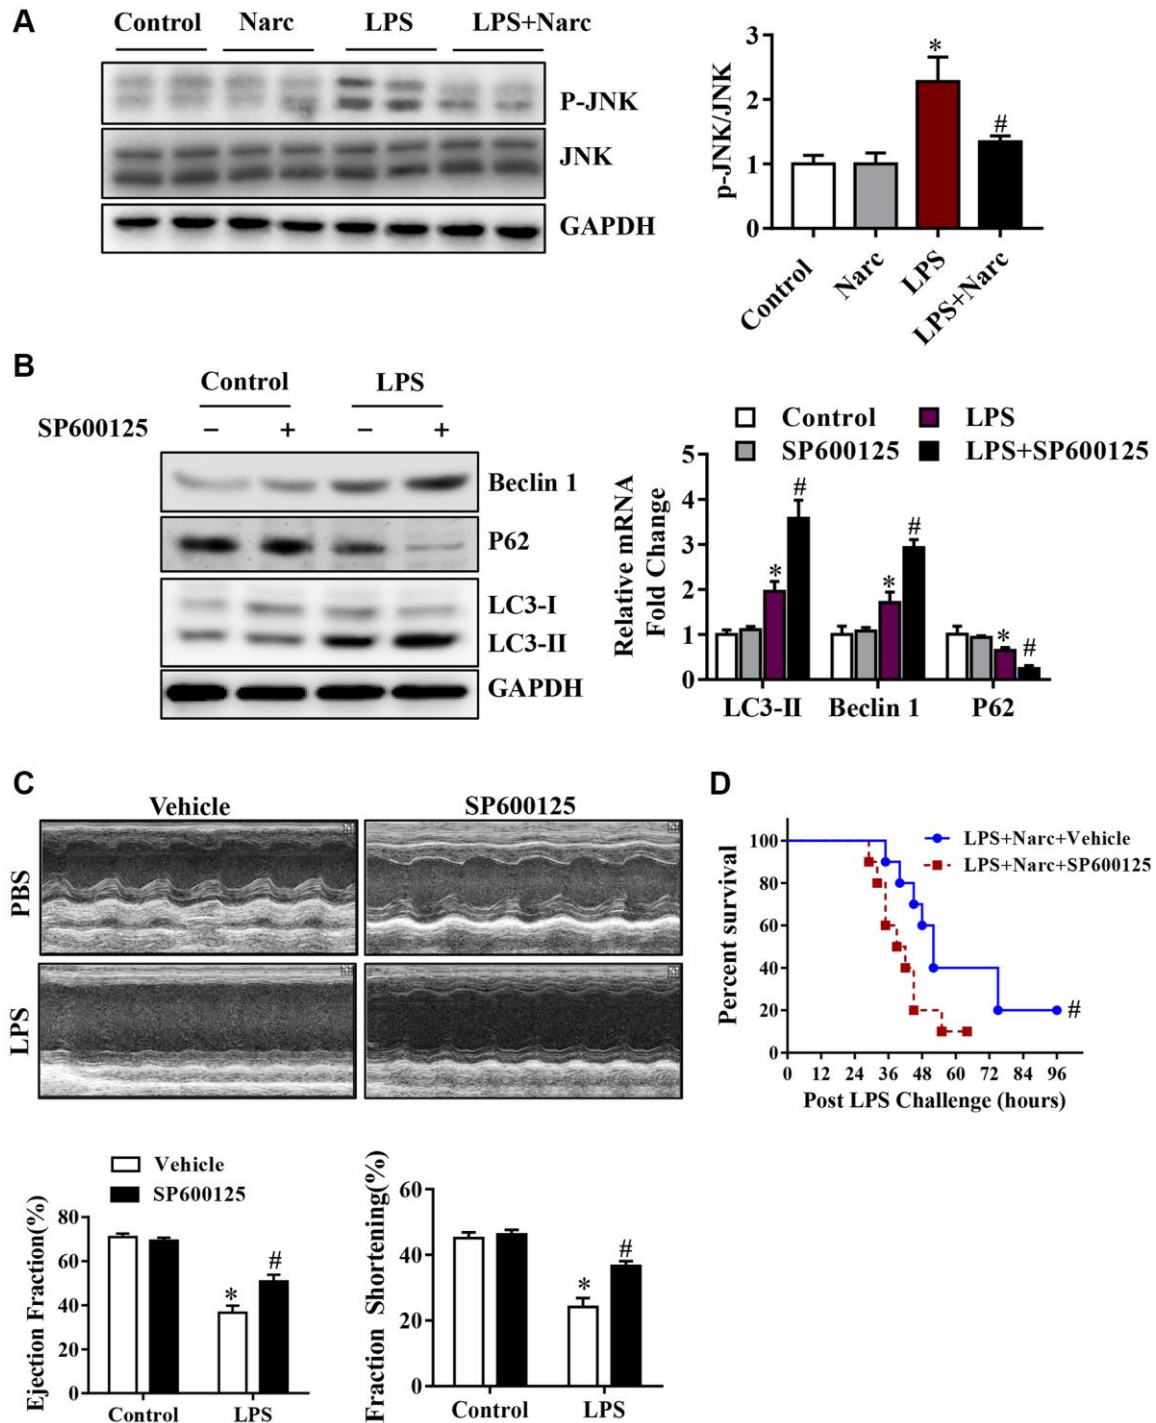 A
Control Narc LPS LPS+Narc
P-JNK
JNK
GAPDH
p-JNK/JNK
3
2
1
0
*
#
Control Narc LPS LPS+Narc
B
Control LPS
SP600125 − + − +
Beclin 1
P62
LC3-I
LC3-II
GAPDH
Control LPS
SP600125 LPS+SP600125
Relative mRNA
Fold Change
5
4
3
2
1
0
* # * # * #
LC3-II Beclin 1 P62
C
Vehicle SP600125
PBS
LPS
Vehicle
SP600125
Ejection Fraction(%)
80
60
40
20
0
* #
Control LPS
Fraction Shortening(%)
60
40
20
0
* #
Control LPS
D
LPS+Narc+Vehicle
LPS+Narc+SP600125
Percent survival
100
80
60
40
20
0
#
0 12 24 36 48 60 72 84 96
Post LPS Challenge (hours)